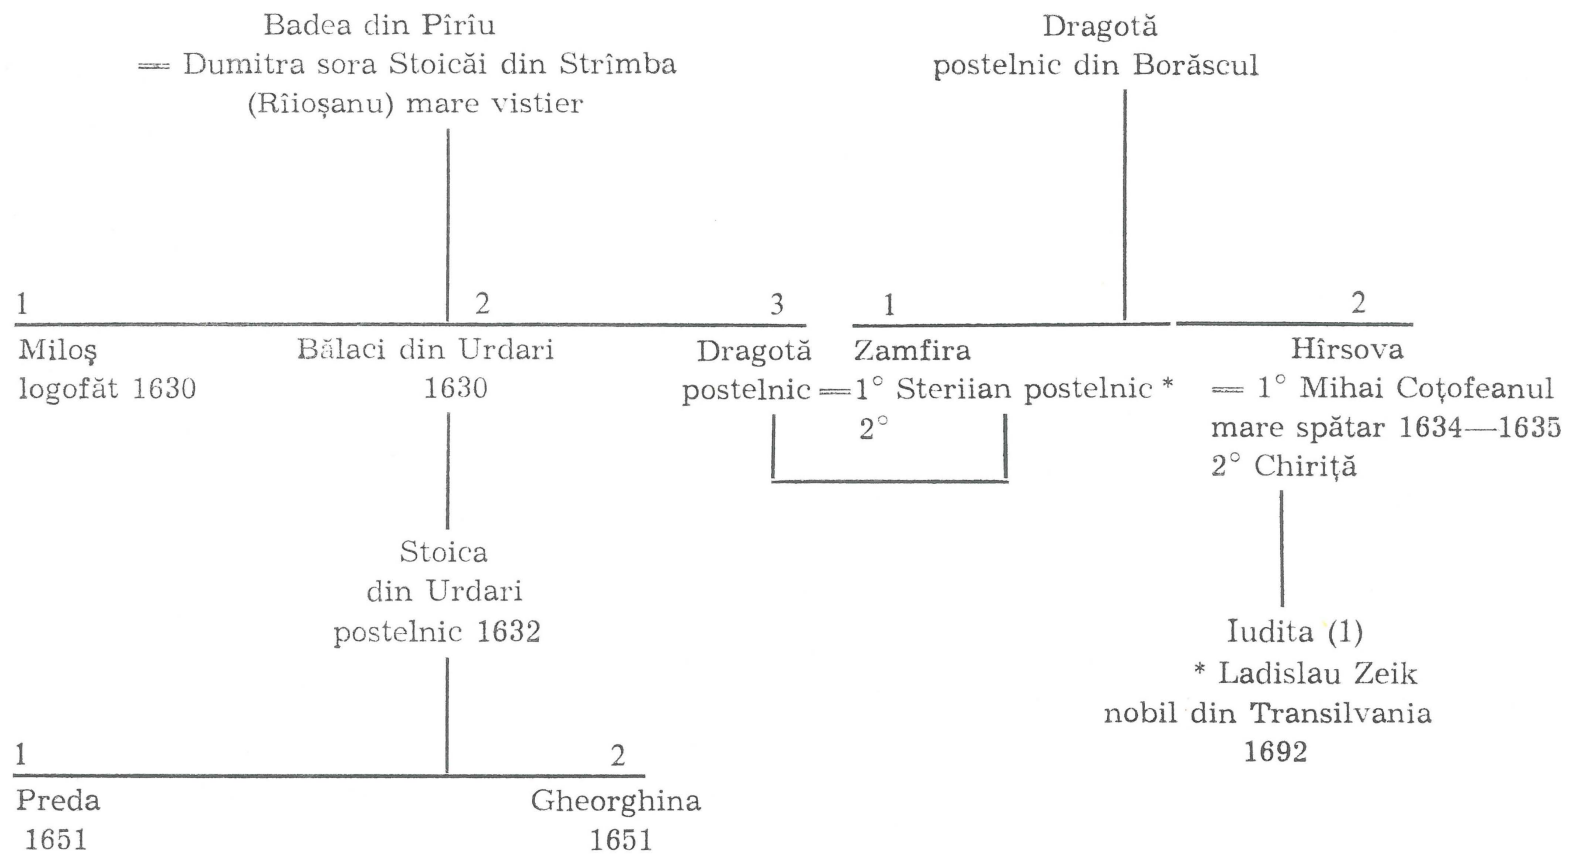 Badea din Pîrîu
= Dumitra sora Stoicăi din Strîmba
(Rîioșanu) mare vistier
Dragotă
postelnic din Borăscul
1
2
3
Miloș
logofăt 1630
Bălaci din Urdari
1630
Dragotă
postelnic
1
2
Zamfira
=1° Steriian postelnic *
2°
Hîrsova
= 1° Mihai Coțofeanul
mare spătar 1634—1635
2° Chiriță
Stoica
din Urdari
postelnic 1632
Iudita (1)
* Ladislau Zeik
nobil din Transilvania
1692
1
2
Preda
1651
Gheorghina
1651